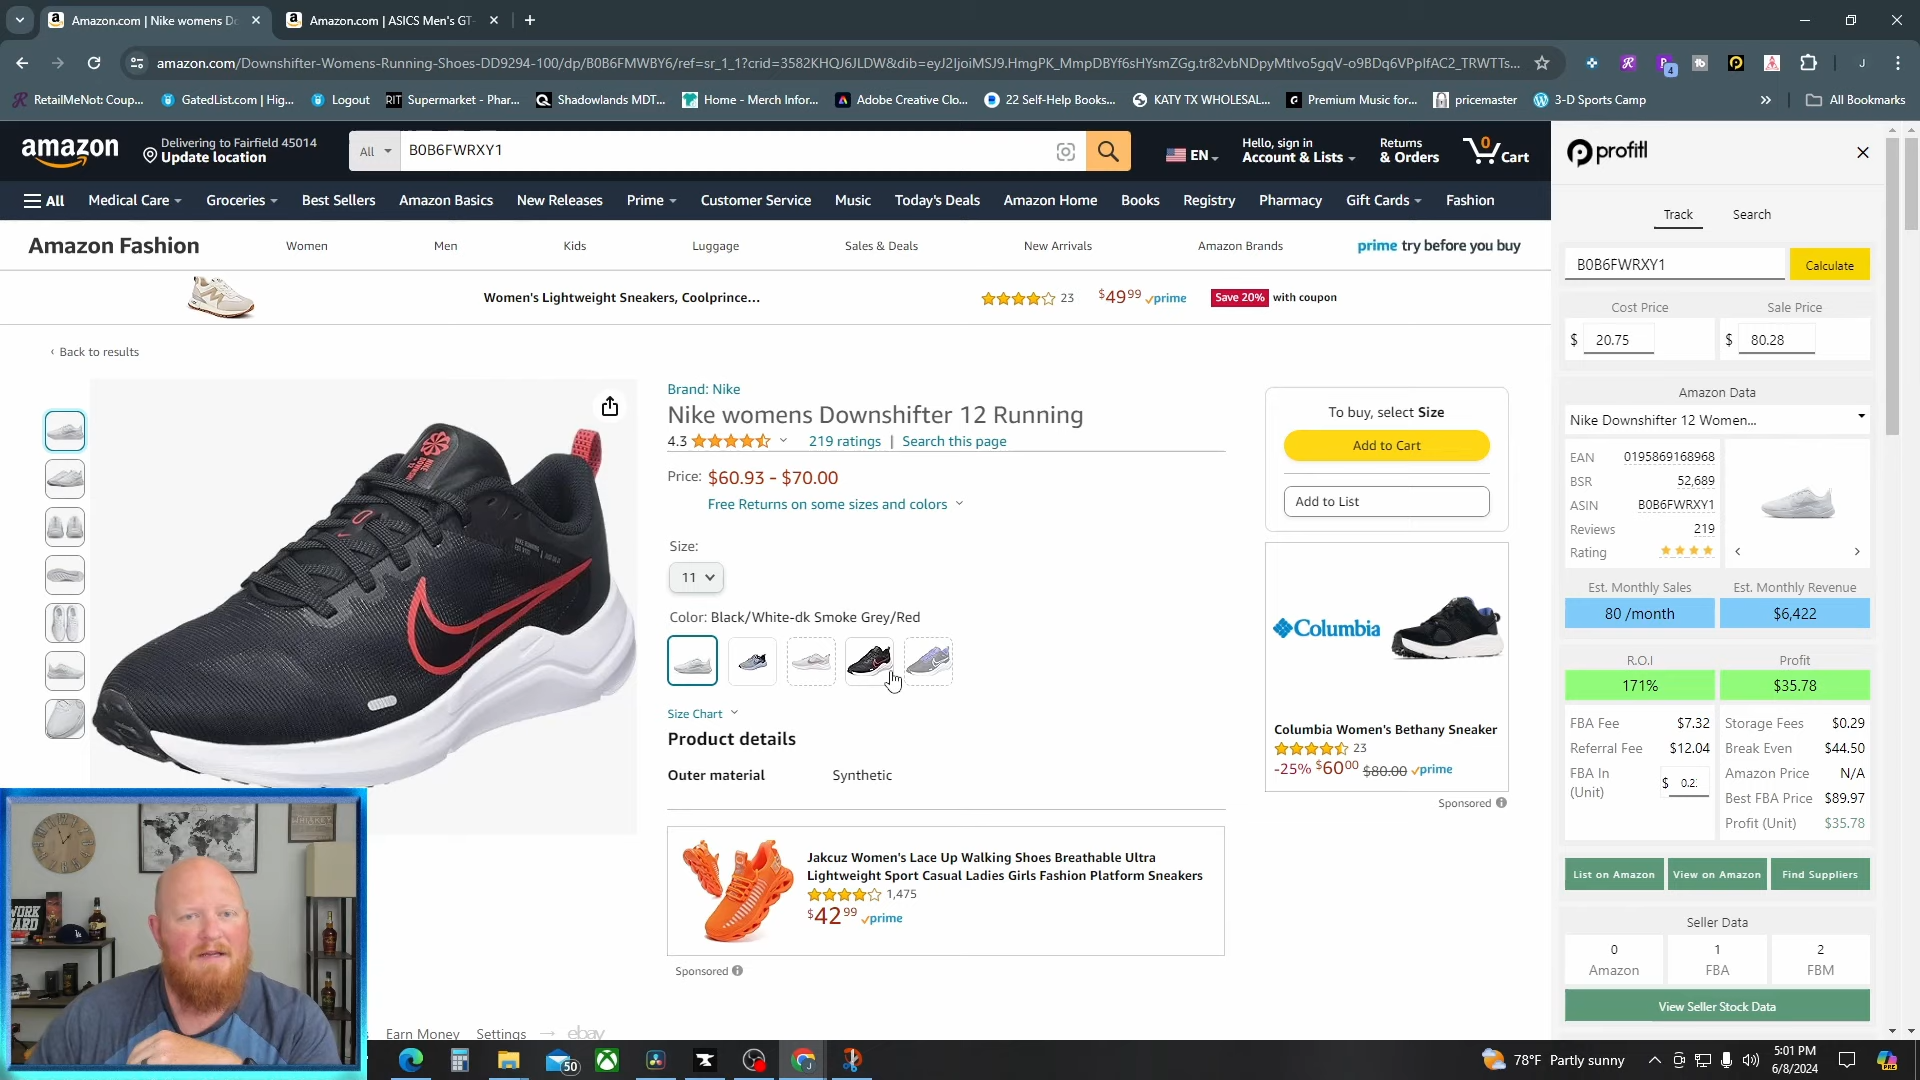 Amazon.com | Nike womens Do
Amazon.com | ASICS Men's GT-
amazon.com/Downshifter-Womens-Running-Shoes-DD9294-100/dp/B0B6FMWBY6/ref=sr_1_1?crid=3582KHQJ6JLDW&dib=eyJ2IjoiMSJ9.HmgPK_MmpDBYf6sHYsmZGg.tr82vbNDpyMtIvo5gqV-o9BDq6VPpIfAC2_TRWTTs...
4
J
RetailMeNot: Coup...
GatedList.com | Hig...
Logout
RIT Supermarket - Phar...
Shadowlands MDT...
Home - Merch Infor...
Adobe Creative Clo...
22 Self-Help Books...
KATY TX WHOLESAL...
Premium Music for...
pricemaster
3-D Sports Camp
All Bookmarks
amazon
Delivering to Fairfield 45014
Update location
All
B0B6FWRXY1
EN
Hello, sign in
Account & Lists
Returns
& Orders
0
Cart
All
Medical Care
Groceries
Best Sellers
Amazon Basics
New Releases
Prime
Customer Service
Music
Today's Deals
Amazon Home
Books
Registry
Pharmacy
Gift Cards
Fashion
Amazon Fashion
Women
Men
Kids
Luggage
Sales & Deals
New Arrivals
Amazon Brands
prime try before you buy
Women's Lightweight Sneakers, Coolprince...
23
$49.99 prime
Save 20% with coupon
‹ Back to results
Brand: Nike
Nike womens Downshifter 12 Running
4.3
219 ratings | Search this page
Price: $60.93 - $70.00
Free Returns on some sizes and colors
Size:
11
Color: Black/White-dk Smoke Grey/Red
Size Chart
Product details
Outer material Synthetic
Jakcuz Women's Lace Up Walking Shoes Breathable Ultra
Lightweight Sport Casual Ladies Girls Fashion Platform Sneakers
1,475
$42.99 prime
Sponsored
To buy, select Size
Add to Cart
Add to List
Columbia
Columbia Women's Bethany Sneaker
23
-25% $60.00 $80.00 prime
Sponsored
profitl
Track
Search
B0B6FWRXY1
Calculate
Cost Price
Sale Price
$ 20.75
$ 80.28
Amazon Data
Nike Downshifter 12 Women...
EAN 0195869168968
BSR 52,689
ASIN B0B6FWRXY1
Reviews 219
Rating
Est. Monthly Sales
Est. Monthly Revenue
80 /month
$6,422
R.O.I
Profit
171%
$35.78
FBA Fee $7.32
Referral Fee $12.04
FBA In
(Unit)
$ 0.2
Storage Fees $0.29
Break Even $44.50
Amazon Price N/A
Best FBA Price $89.97
Profit (Unit) $35.78
List on Amazon
View on Amazon
Find Suppliers
Seller Data
0
Amazon
1
FBA
2
FBM
View Seller Stock Data
WHISKEY
WORK
HARD
LA
Earn Money
Settings
ebay
50
78°F Partly sunny
5:01 PM
6/8/2024